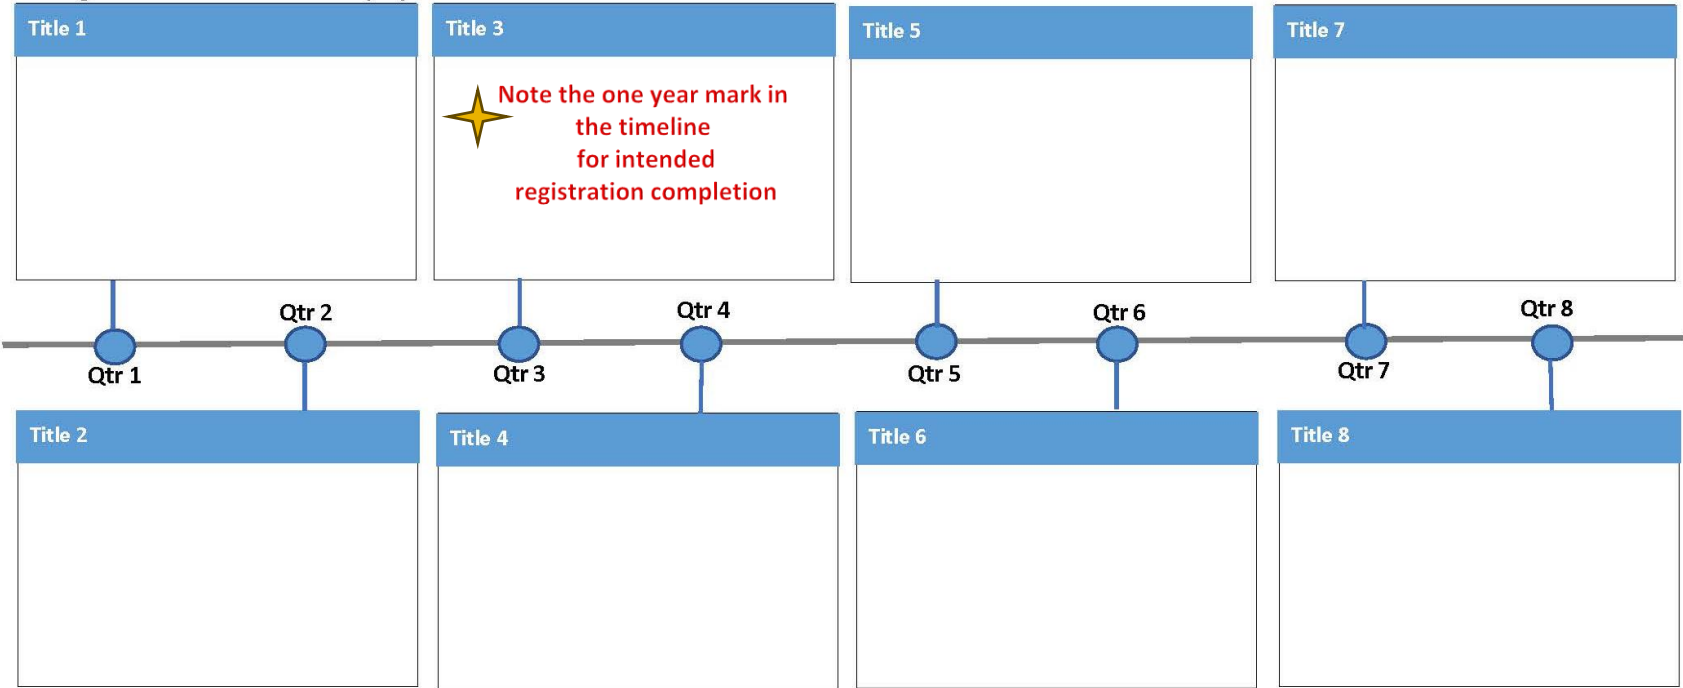 Title 1
Title 3
Title 5
Title 7
Note the one year mark in
the timeline
for intended
registration completion
Qtr 2
Qtr 4
Qtr 6
Qtr 8
Qtr 1
Qtr 3
Qtr 5
Qtr 7
Title 2
Title 4
Title 6
Title 8